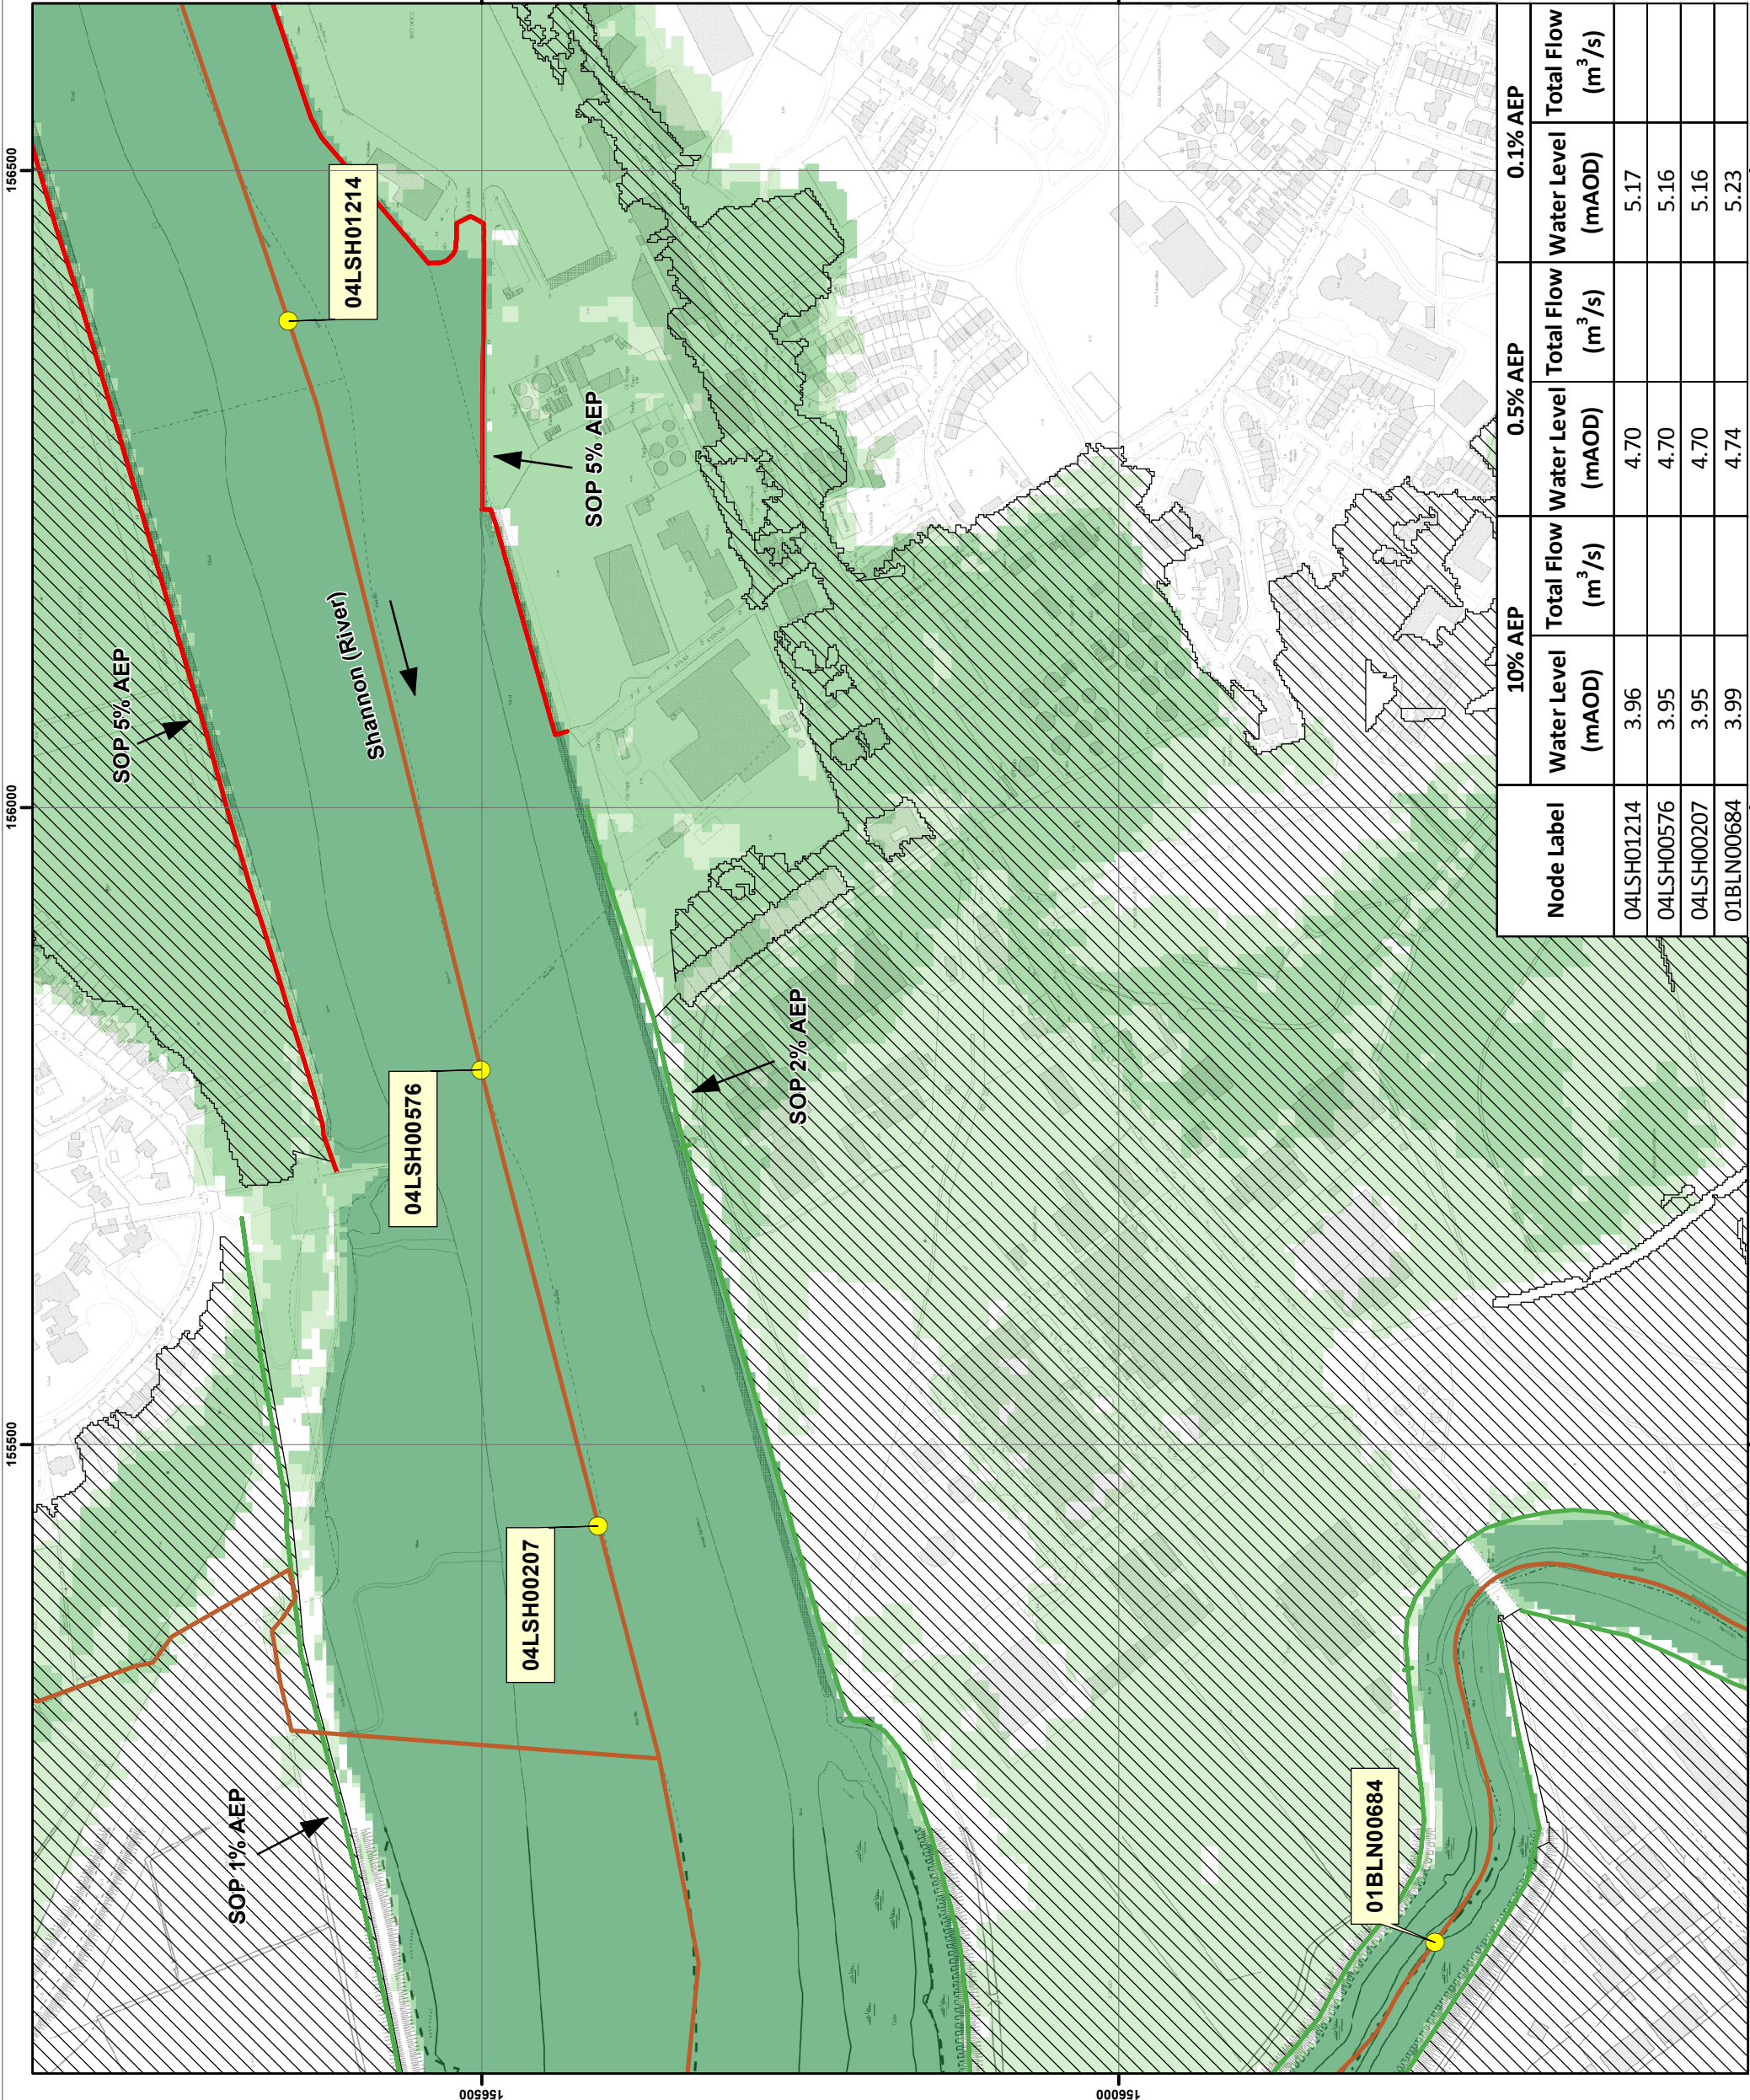 156500
156000
155500
156500
156000
04LSH01214
SOP 5% AEP
SOP 5% AEP
Shannon (River)
04LSH00576
SOP 2% AEP
04LSH00207
SOP 1% AEP
01BLN00684
10% AEP 0.5% AEP 0.1% AEP
Node Label Water Level (mAOD) Total Flow (m³/s) Water Level (mAOD) Total Flow (m³/s) Water Level (mAOD) Total Flow (m³/s)
04LSH01214 3.96 4.70 5.17
04LSH00576 3.95 4.70 5.16
04LSH00207 3.95 4.70 5.16
01BLN00684 3.99 4.74 5.23